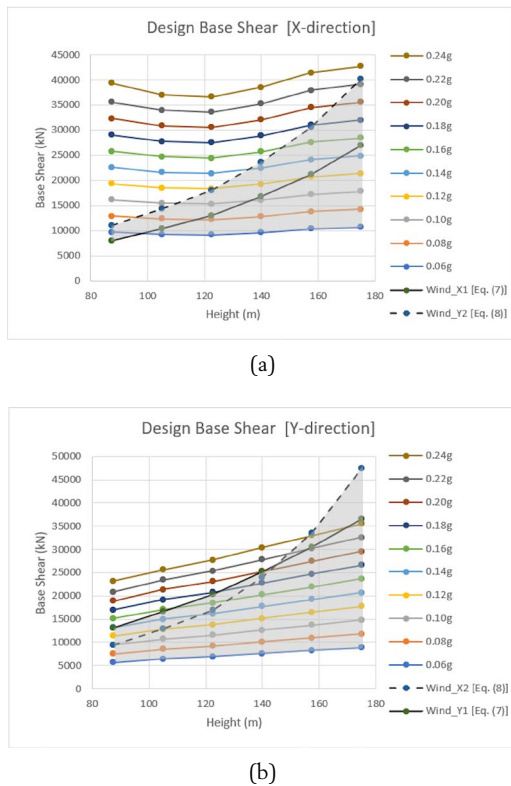 Design Base Shear [X-direction]
45000
40000
35000
30000
25000
20000
15000
10000
5000
0
Base Shear (kN)
80 100 120 140 160 180
Height (m)
0.24g
0.22g
0.20g
0.18g
0.16g
0.14g
0.12g
0.10g
0.08g
0.06g
Wind_X1 [Eq. (7)]
Wind_Y2 [Eq. (8)]
(a)
Design Base Shear [Y-direction]
50000
45000
40000
35000
30000
25000
20000
15000
10000
5000
0
Base Shear (kN)
80 100 120 140 160 180
Height (m)
0.24g
0.22g
0.20g
0.18g
0.16g
0.14g
0.12g
0.10g
0.08g
0.06g
Wind_X2 [Eq. (8)]
Wind_Y1 [Eq. (7)]
(b)